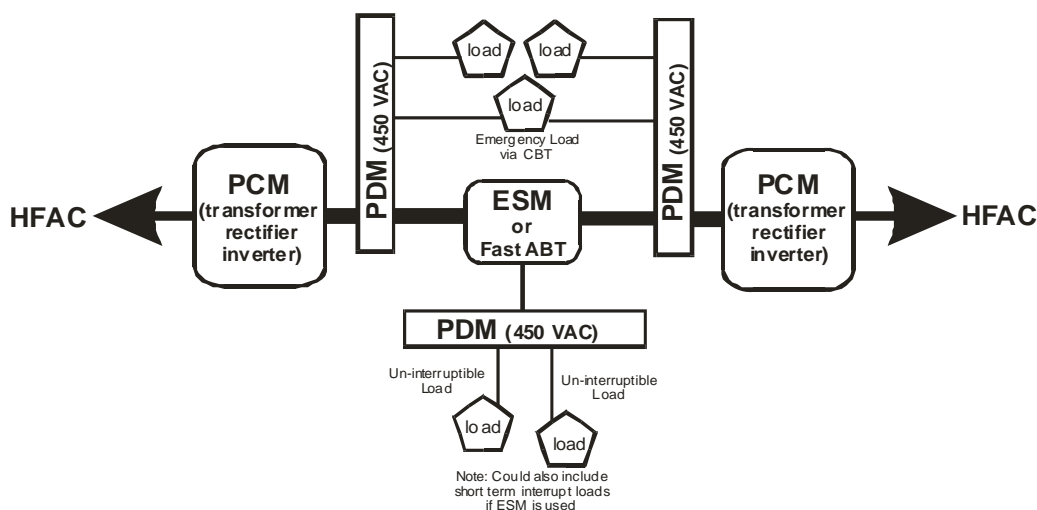 load
load
PDM (450 VAC)
PDM (450 VAC)
load
Emergency Load
via CBT
PCM
(transformer
rectifier
inverter)
ESM
or
Fast ABT
PCM
(transformer
rectifier
inverter)
HFAC
HFAC
PDM (450 VAC)
Un-interruptible
Load
Un-interruptible
Load
load
load
Note: Could also include
short term interrupt loads
if ESM is used